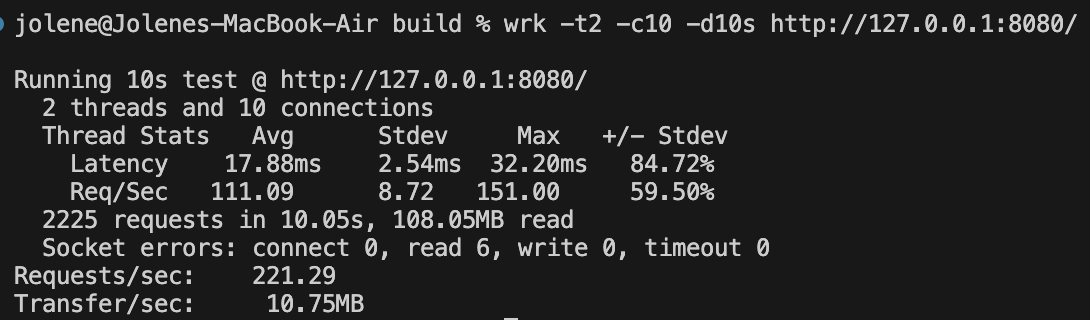 jolene@Jolenes-MacBook-Air build % wrk -t2 -c10 -d10s http://127.0.0.1:8080/
Running 10s test @ http://127.0.0.1:8080/
  2 threads and 10 connections
  Thread Stats   Avg      Stdev     Max   +/- Stdev
    Latency    17.88ms    2.54ms  32.20ms   84.72%
    Req/Sec   111.09      8.72   151.00     59.50%
  2225 requests in 10.05s, 108.05MB read
  Socket errors: connect 0, read 6, write 0, timeout 0
Requests/sec:    221.29
Transfer/sec:     10.75MB